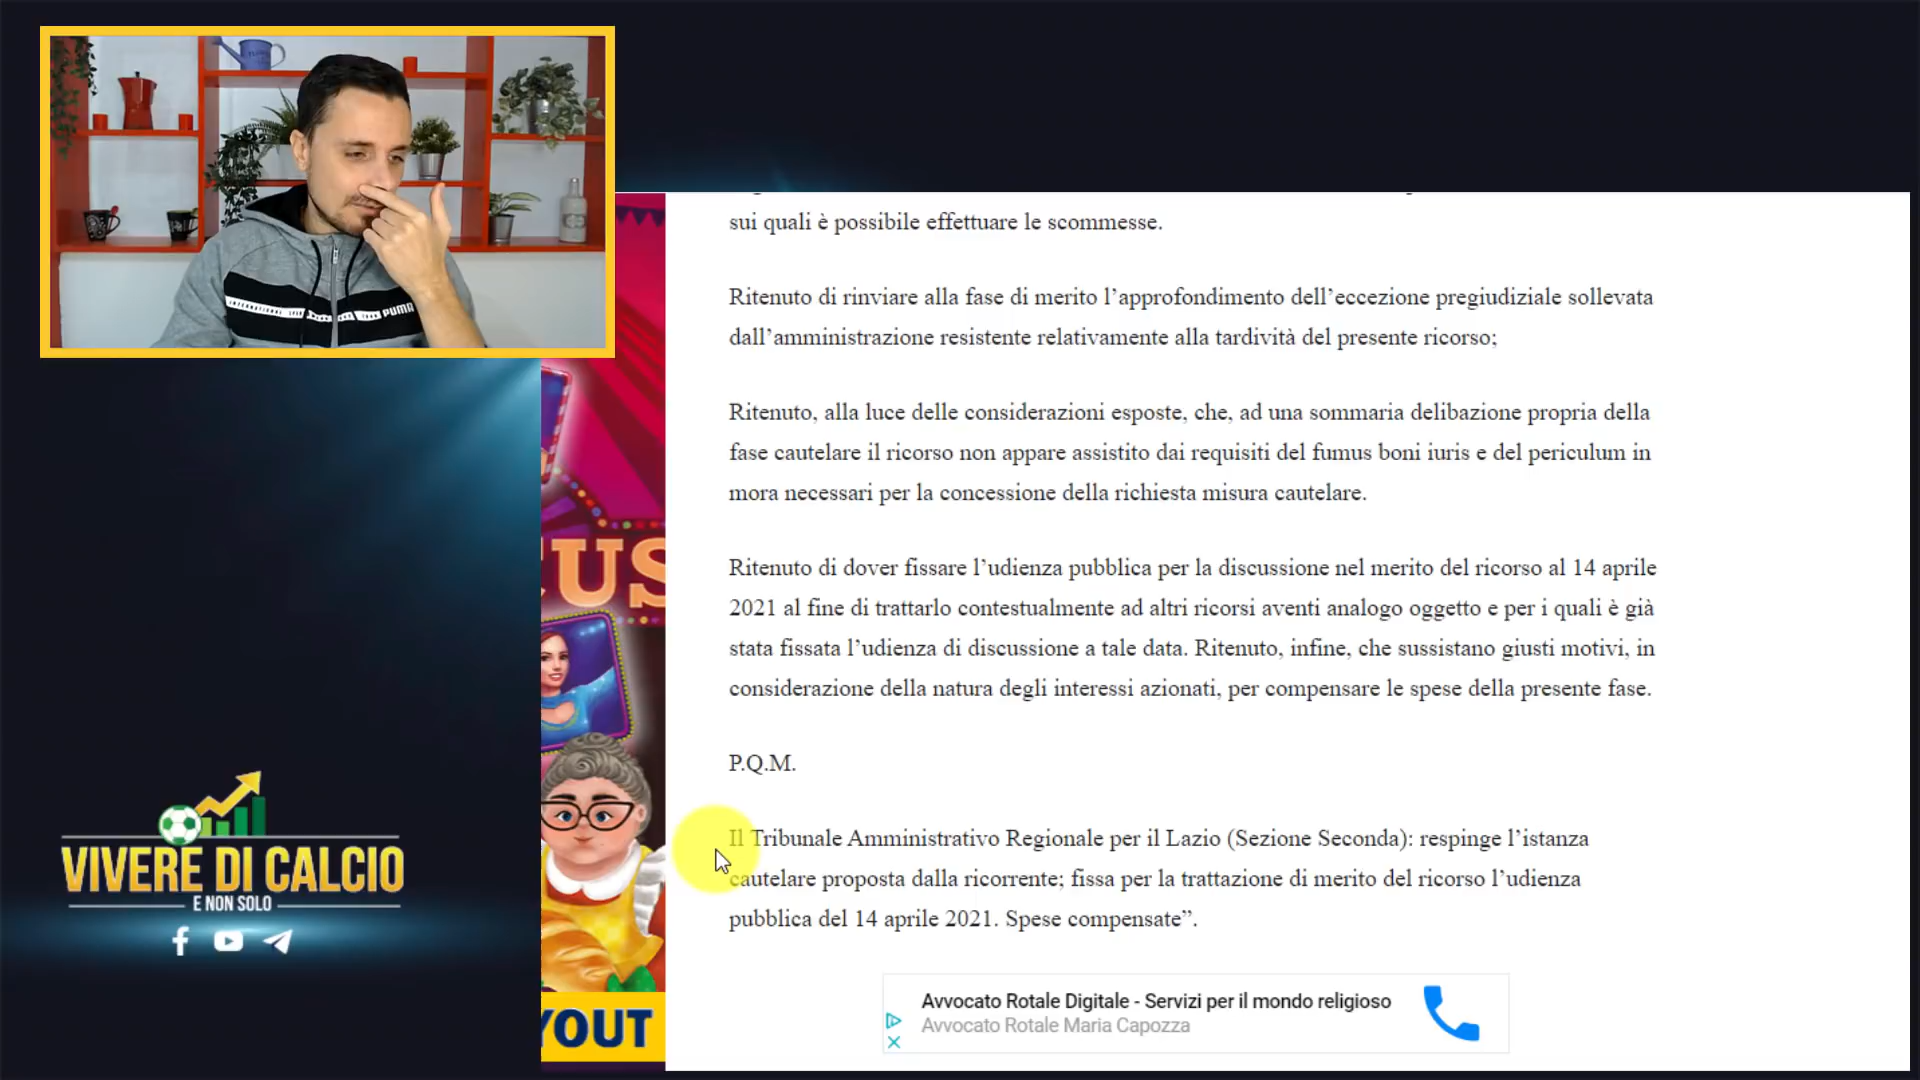 FLOWER
INTERNATIONAL
PUMA
sui quali è possibile effettuare le scommesse.
Ritenuto di rinviare alla fase di merito l’approfondimento dell’eccezione pregiudiziale sollevata
dall’amministrazione resistente relativamente alla tardività del presente ricorso;
Ritenuto, alla luce delle considerazioni esposte, che, ad una sommaria delibazione propria della
fase cautelare il ricorso non appare assistito dai requisiti del fumus boni iuris e del periculum in
mora necessari per la concessione della richiesta misura cautelare.
Ritenuto di dover fissare l’udienza pubblica per la discussione nel merito del ricorso al 14 aprile
2021 al fine di trattarlo contestualmente ad altri ricorsi aventi analogo oggetto e per i quali è già
stata fissata l’udienza di discussione a tale data. Ritenuto, infine, che sussistano giusti motivi, in
considerazione della natura degli interessi azionati, per compensare le spese della presente fase.
P.Q.M.
Il Tribunale Amministrativo Regionale per il Lazio (Sezione Seconda): respinge l’istanza
cautelare proposta dalla ricorrente; fissa per la trattazione di merito del ricorso l’udienza
pubblica del 14 aprile 2021. Spese compensate”.
CUS
YOUT
VIVERE DI CALCIO
E NON SOLO
Avvocato Rotale Digitale - Servizi per il mondo religioso
Avvocato Rotale Maria Capozza